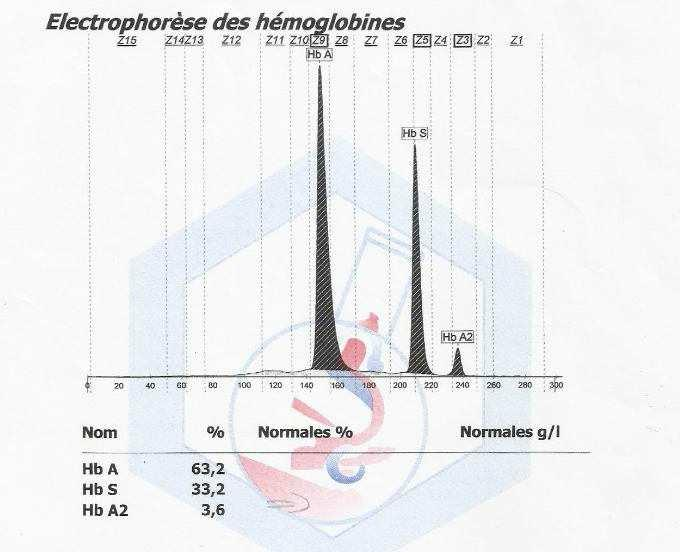 Electrophorèse des hémoglobines
Z15 Z14 Z13 Z12 Z11 Z10 Z9 Z8 Z7 Z6 Z5 Z4 Z3 Z2 Z1
Hb A
Hb S
Hb A2
0 20 40 60 80 100 120 140 160 180 200 220 240 260 280 300
Nom % Normales % Normales g/l
Hb A 63,2
Hb S 33,2
Hb A2 3,6